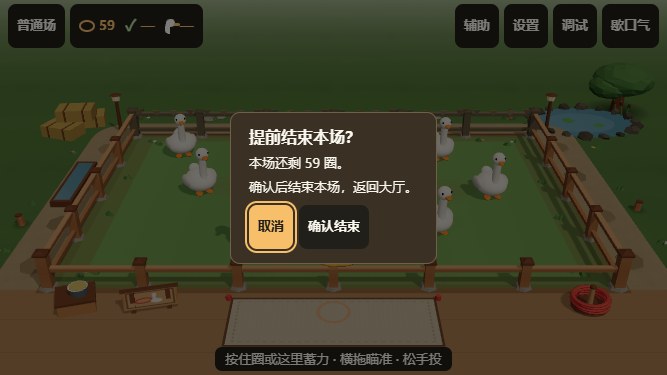 普通场
59
辅助
设置
调试
歇口气
提前结束本场?
本场还剩 59 圈。
确认后结束本场，返回大厅。
取消
确认结束
按住圈或这里蓄力 · 横拖瞄准 · 松手投